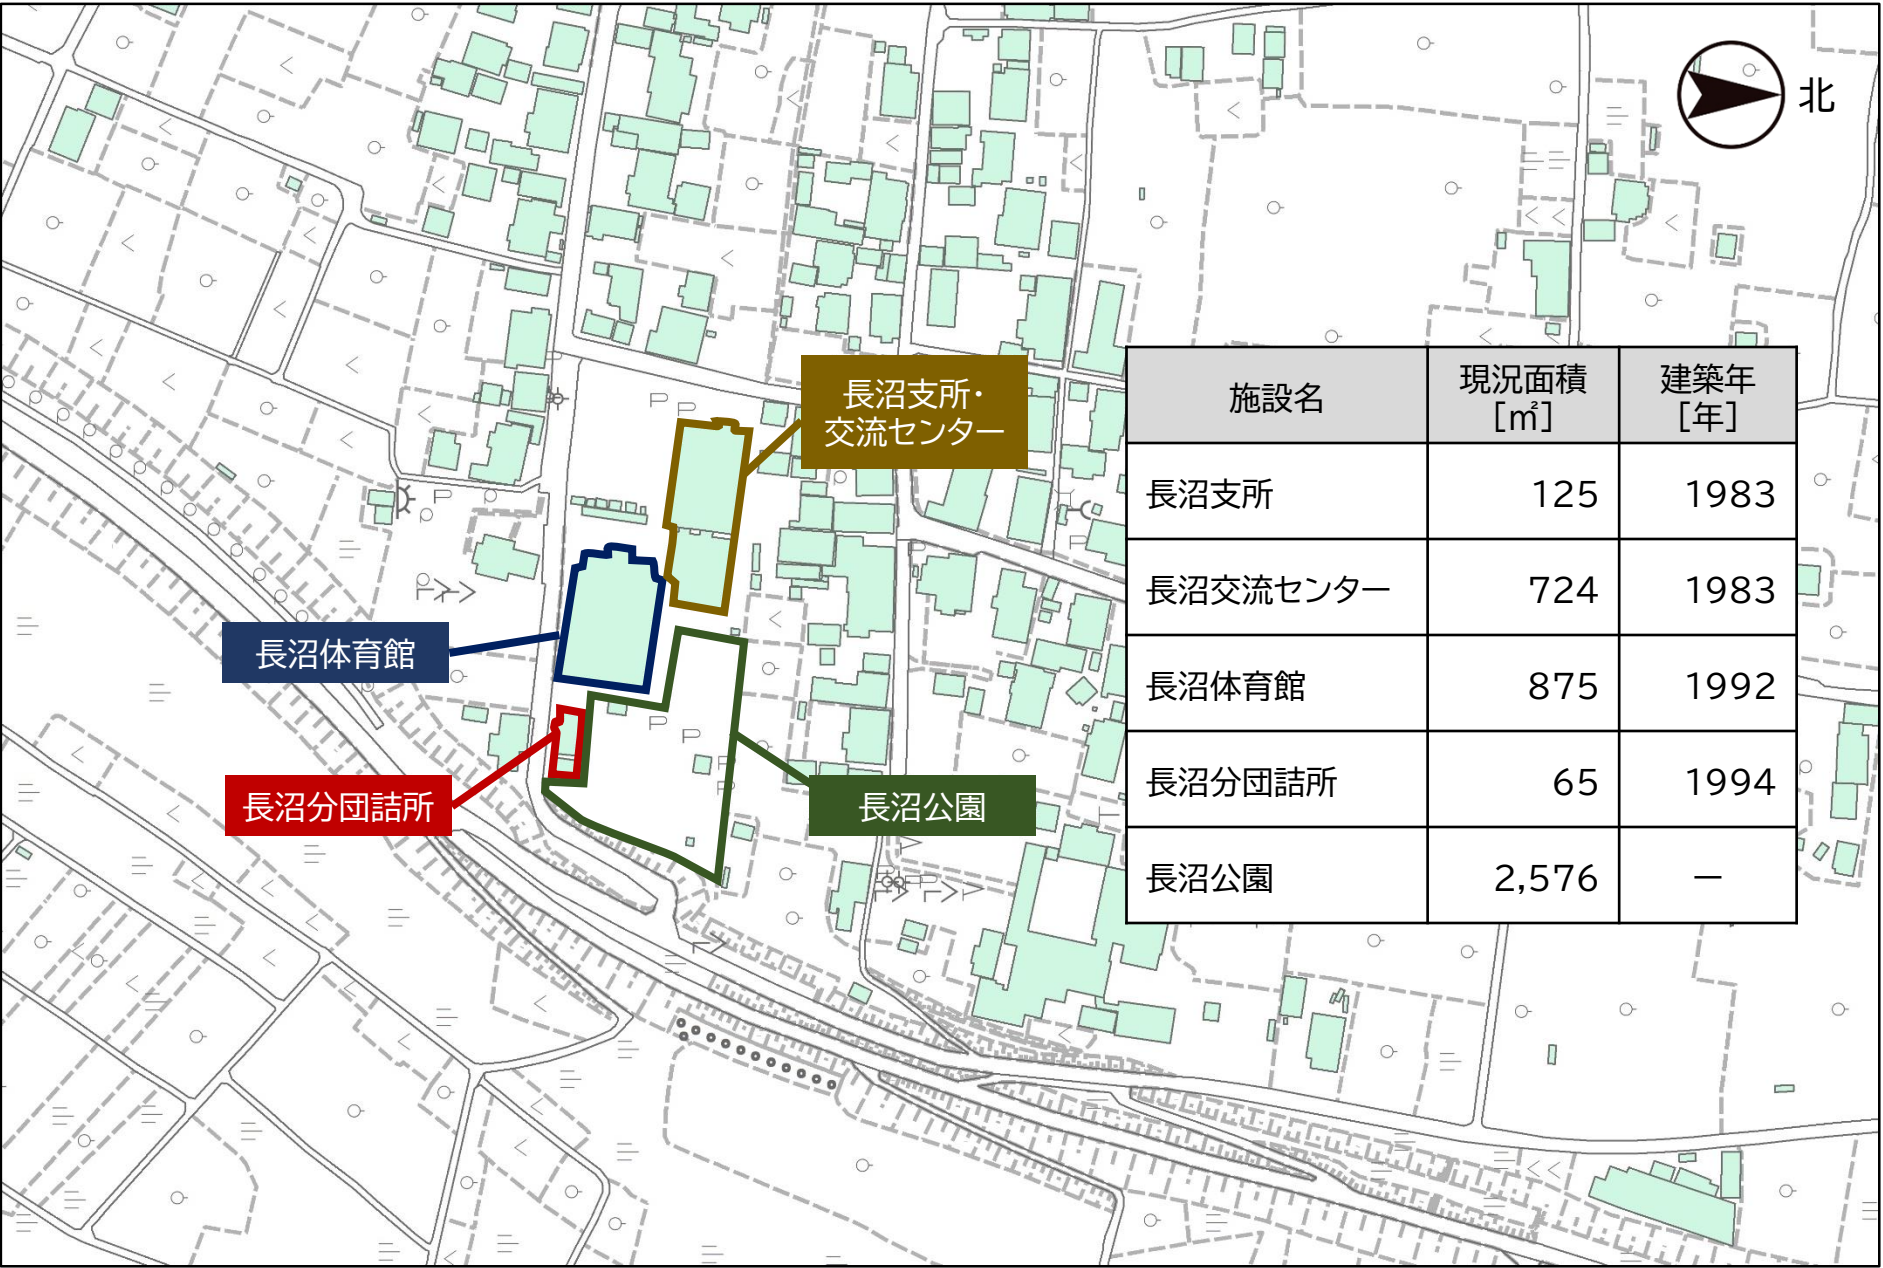 北
長沼支所・
交流センター
長沼体育館
長沼分団詰所
長沼公園
施設名 現況面積 [㎡] 建築年 [年]
長沼支所 125 1983
長沼交流センター 724 1983
長沼体育館 875 1992
長沼分団詰所 65 1994
長沼公園 2,576 －